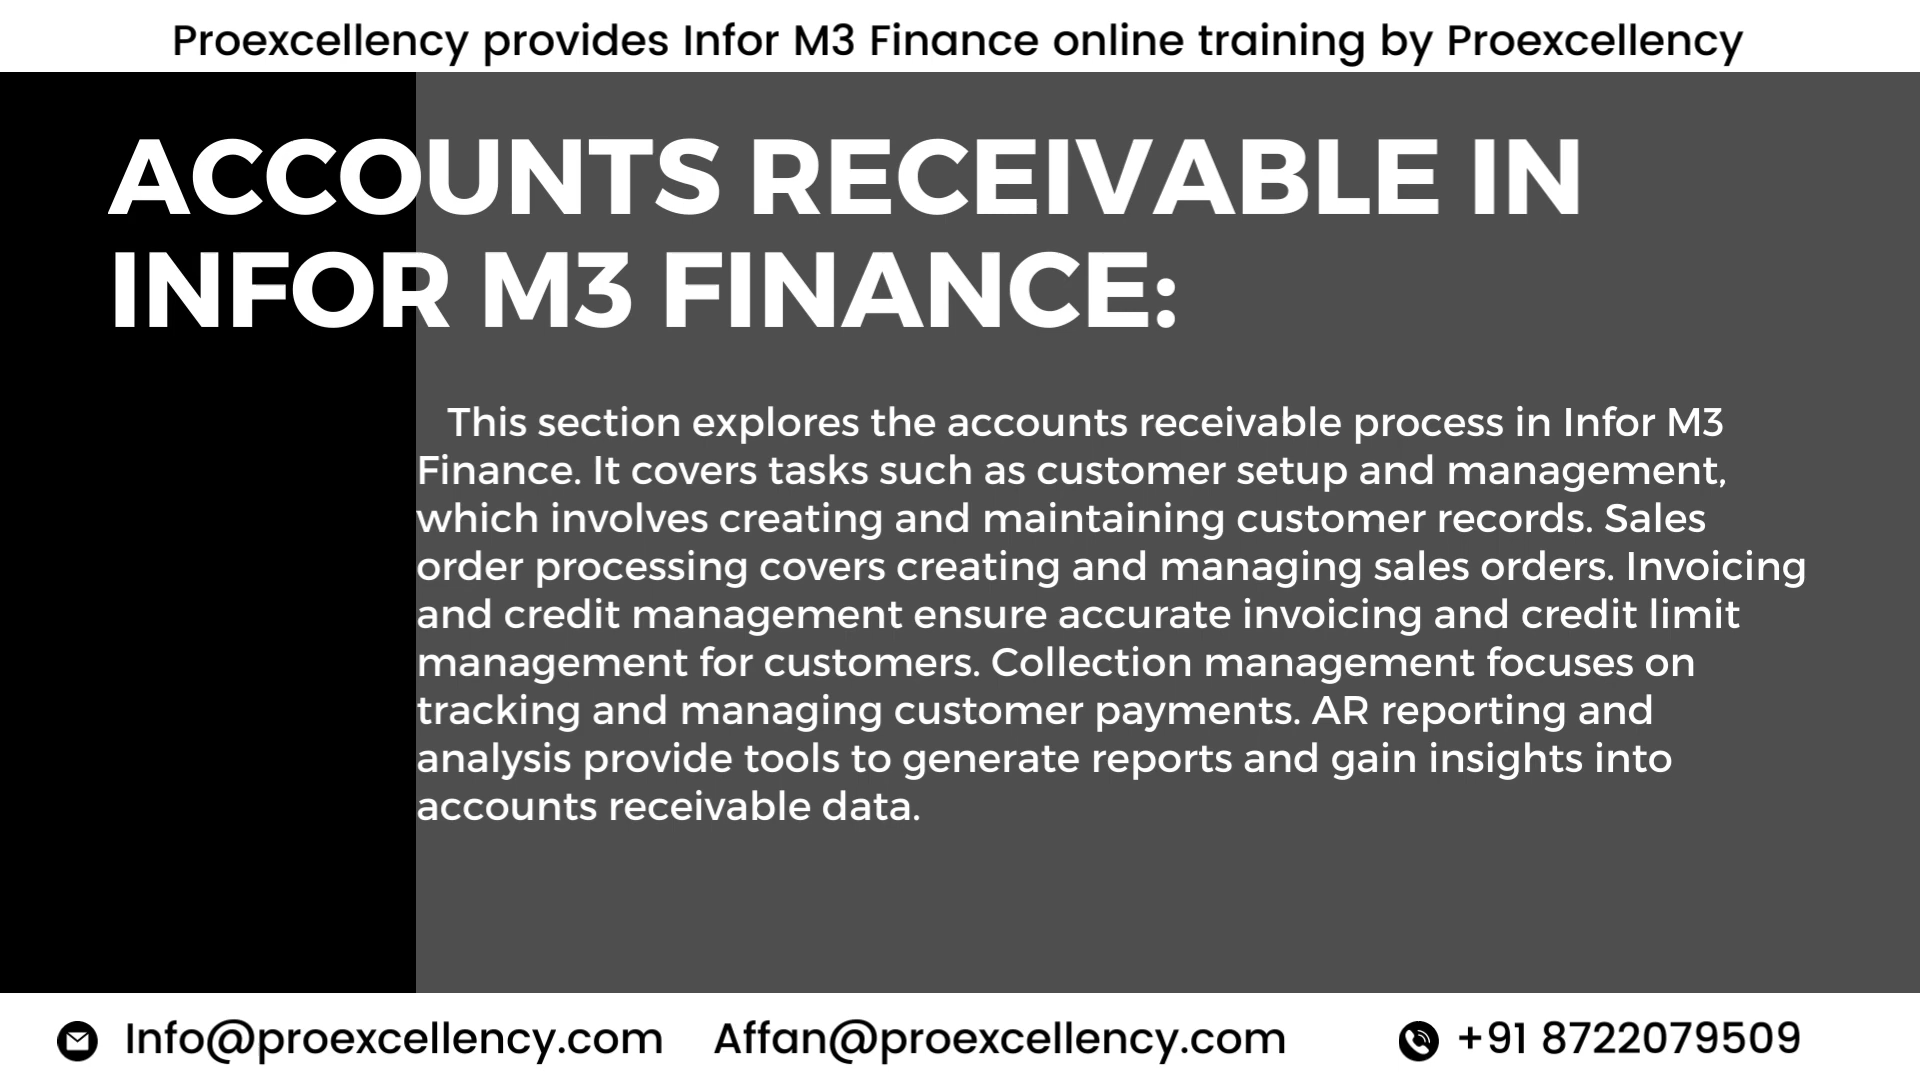 Proexcellency provides Infor M3 Finance online training by Proexcellency
ACCOUNTS RECEIVABLE IN
INFOR M3 FINANCE:
This section explores the accounts receivable process in Infor M3
Finance. It covers tasks such as customer setup and management,
which involves creating and maintaining customer records. Sales
order processing covers creating and managing sales orders. Invoicing
and credit management ensure accurate invoicing and credit limit
management for customers. Collection management focuses on
tracking and managing customer payments. AR reporting and
analysis provide tools to generate reports and gain insights into
accounts receivable data.
Info@proexcellency.com Affan@proexcellency.com +91 8722079509